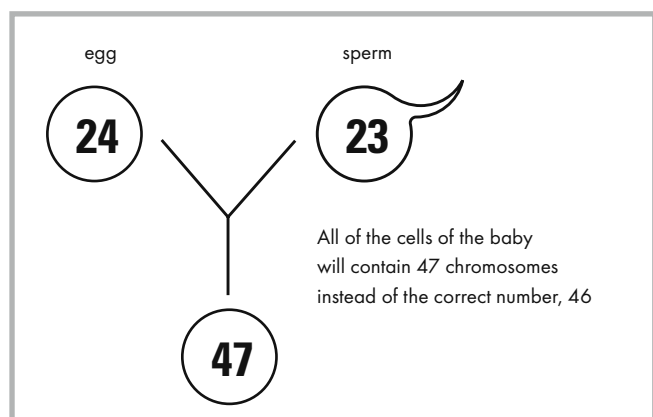 egg
sperm
24
23
All of the cells of the baby
will contain 47 chromosomes
instead of the correct number, 46
47